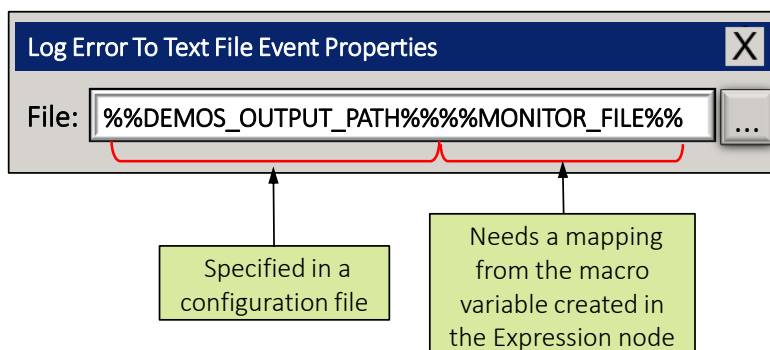 Log Error To Text File Event Properties X
File: %%DEMOS_OUTPUT_PATH%%%%MONITOR_FILE%% ...
Specified in a
configuration file
Needs a mapping
from the macro
variable created in
the Expression node